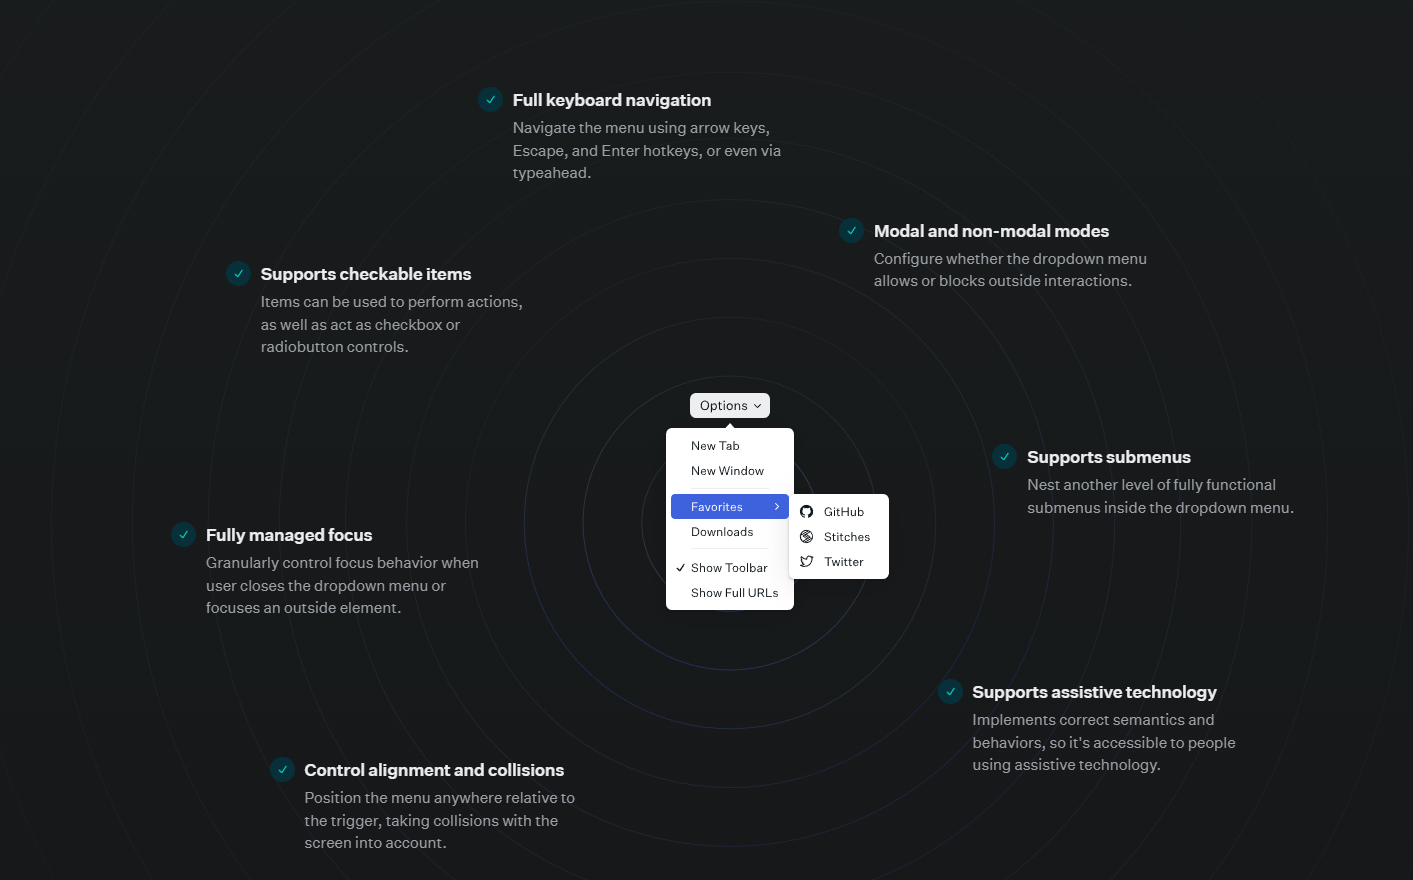 Full keyboard navigation
Navigate the menu using arrow keys,
Escape, and Enter hotkeys, or even via
typeahead.
Modal and non-modal modes
Configure whether the dropdown menu
allows or blocks outside interactions.
Supports checkable items
Items can be used to perform actions,
as well as act as checkbox or
radiobutton controls.
Options
New Tab
New Window
Favorites
Downloads
Show Toolbar
Show Full URLs
GitHub
Stitches
Twitter
Supports submenus
Nest another level of fully functional
submenus inside the dropdown menu.
Fully managed focus
Granularly control focus behavior when
user closes the dropdown menu or
focuses an outside element.
Supports assistive technology
Implements correct semantics and
behaviors, so it's accessible to people
using assistive technology.
Control alignment and collisions
Position the menu anywhere relative to
the trigger, taking collisions with the
screen into account.